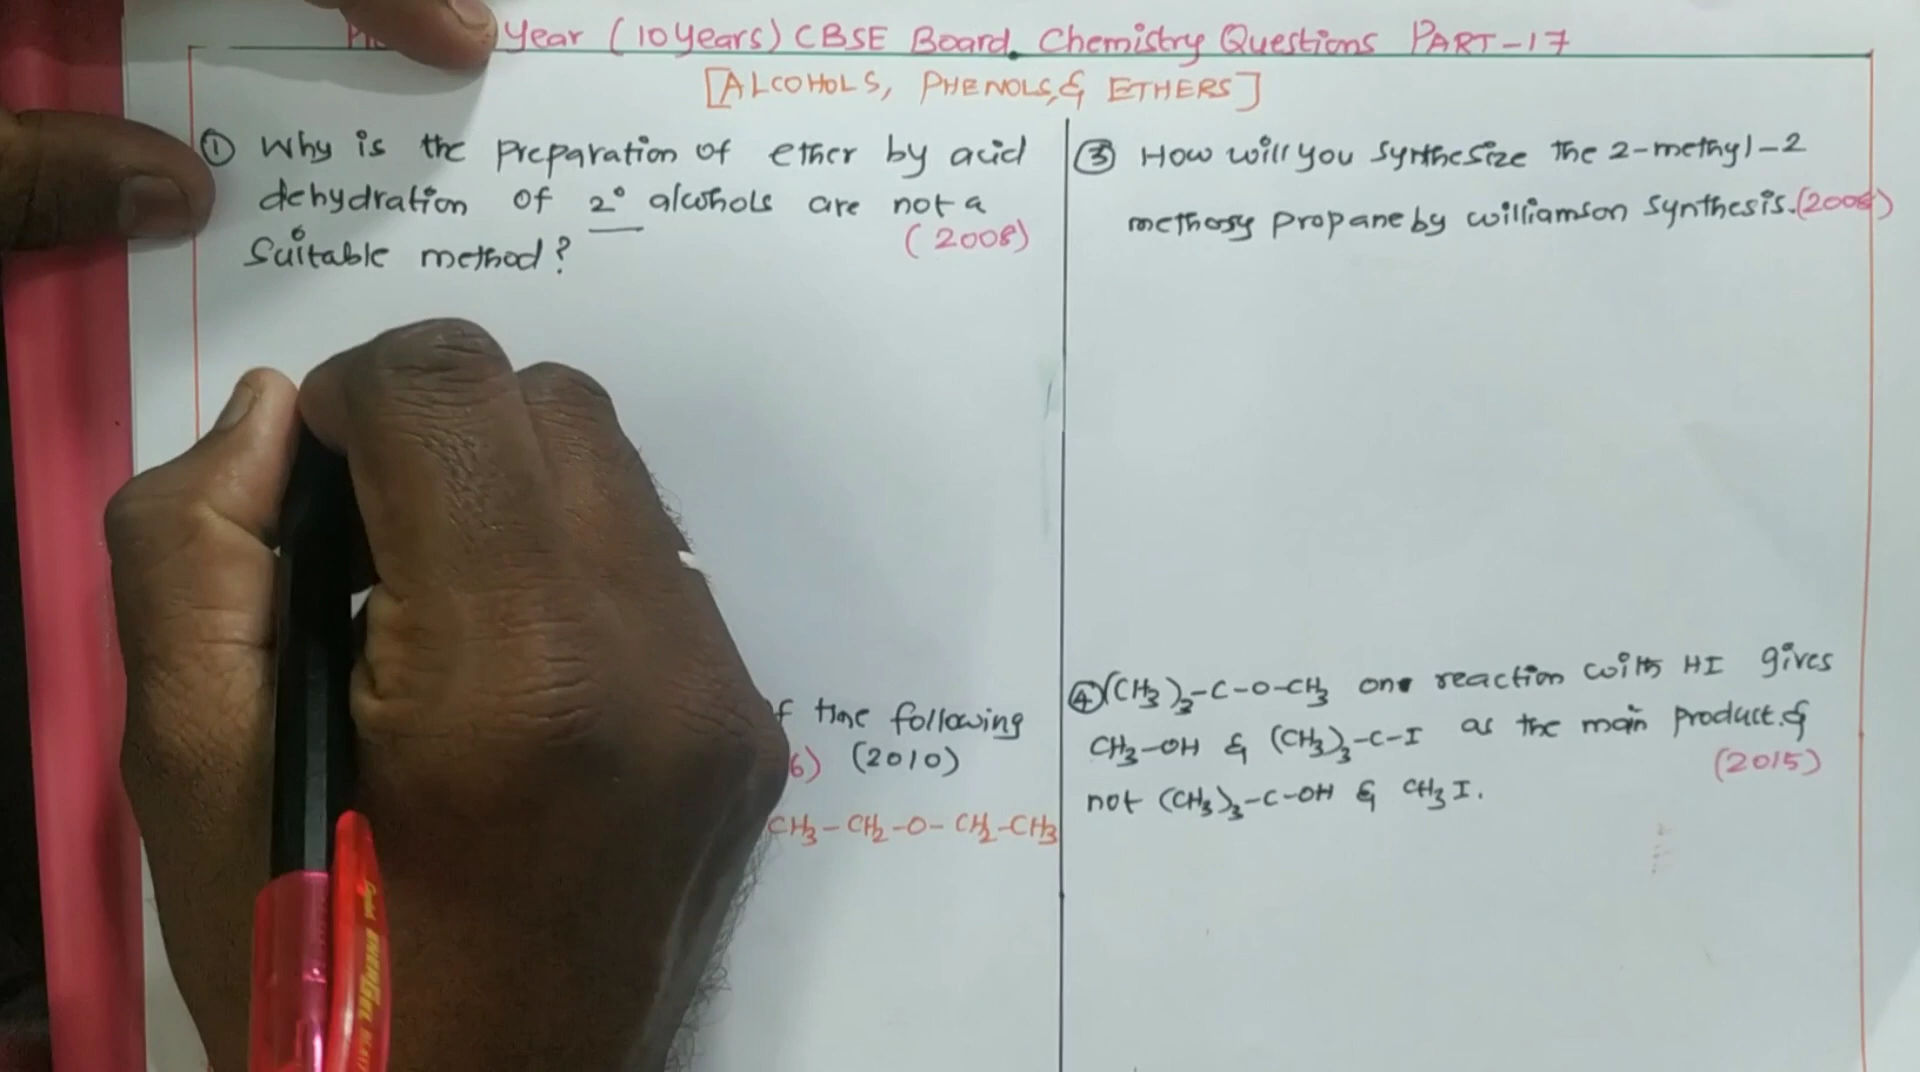 Year (10 years) CBSE Board Chemistry Questions PART-17
[ALCOHOLS, PHENOLS, & ETHERS]
① Why is the preparation of ether by acid
dehydration of 2° alcohols are not a
Suitable method? (2008)
f the following
6) (2010)
CH3-CH2-O-CH2-CH3
③ How will you synthesize the 2-methyl-2
methoxy propane by williamson synthesis. (2008)
④ (CH3)3-C-O-CH3 on reaction with HI gives
CH3-OH & (CH3)3-C-I as the main product &
not (CH3)3-C-OH & CH3I. (2015)